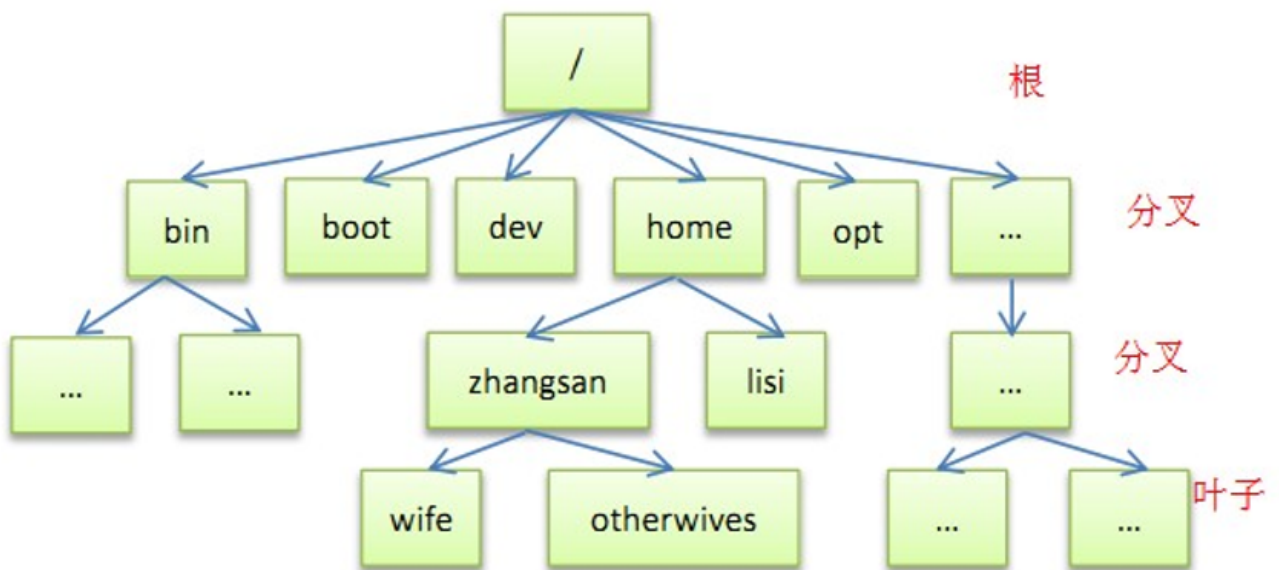 /
根
bin boot dev home opt ... 分叉
... ... zhangsan lisi ... 分叉
wife otherwives ... ... 叶子